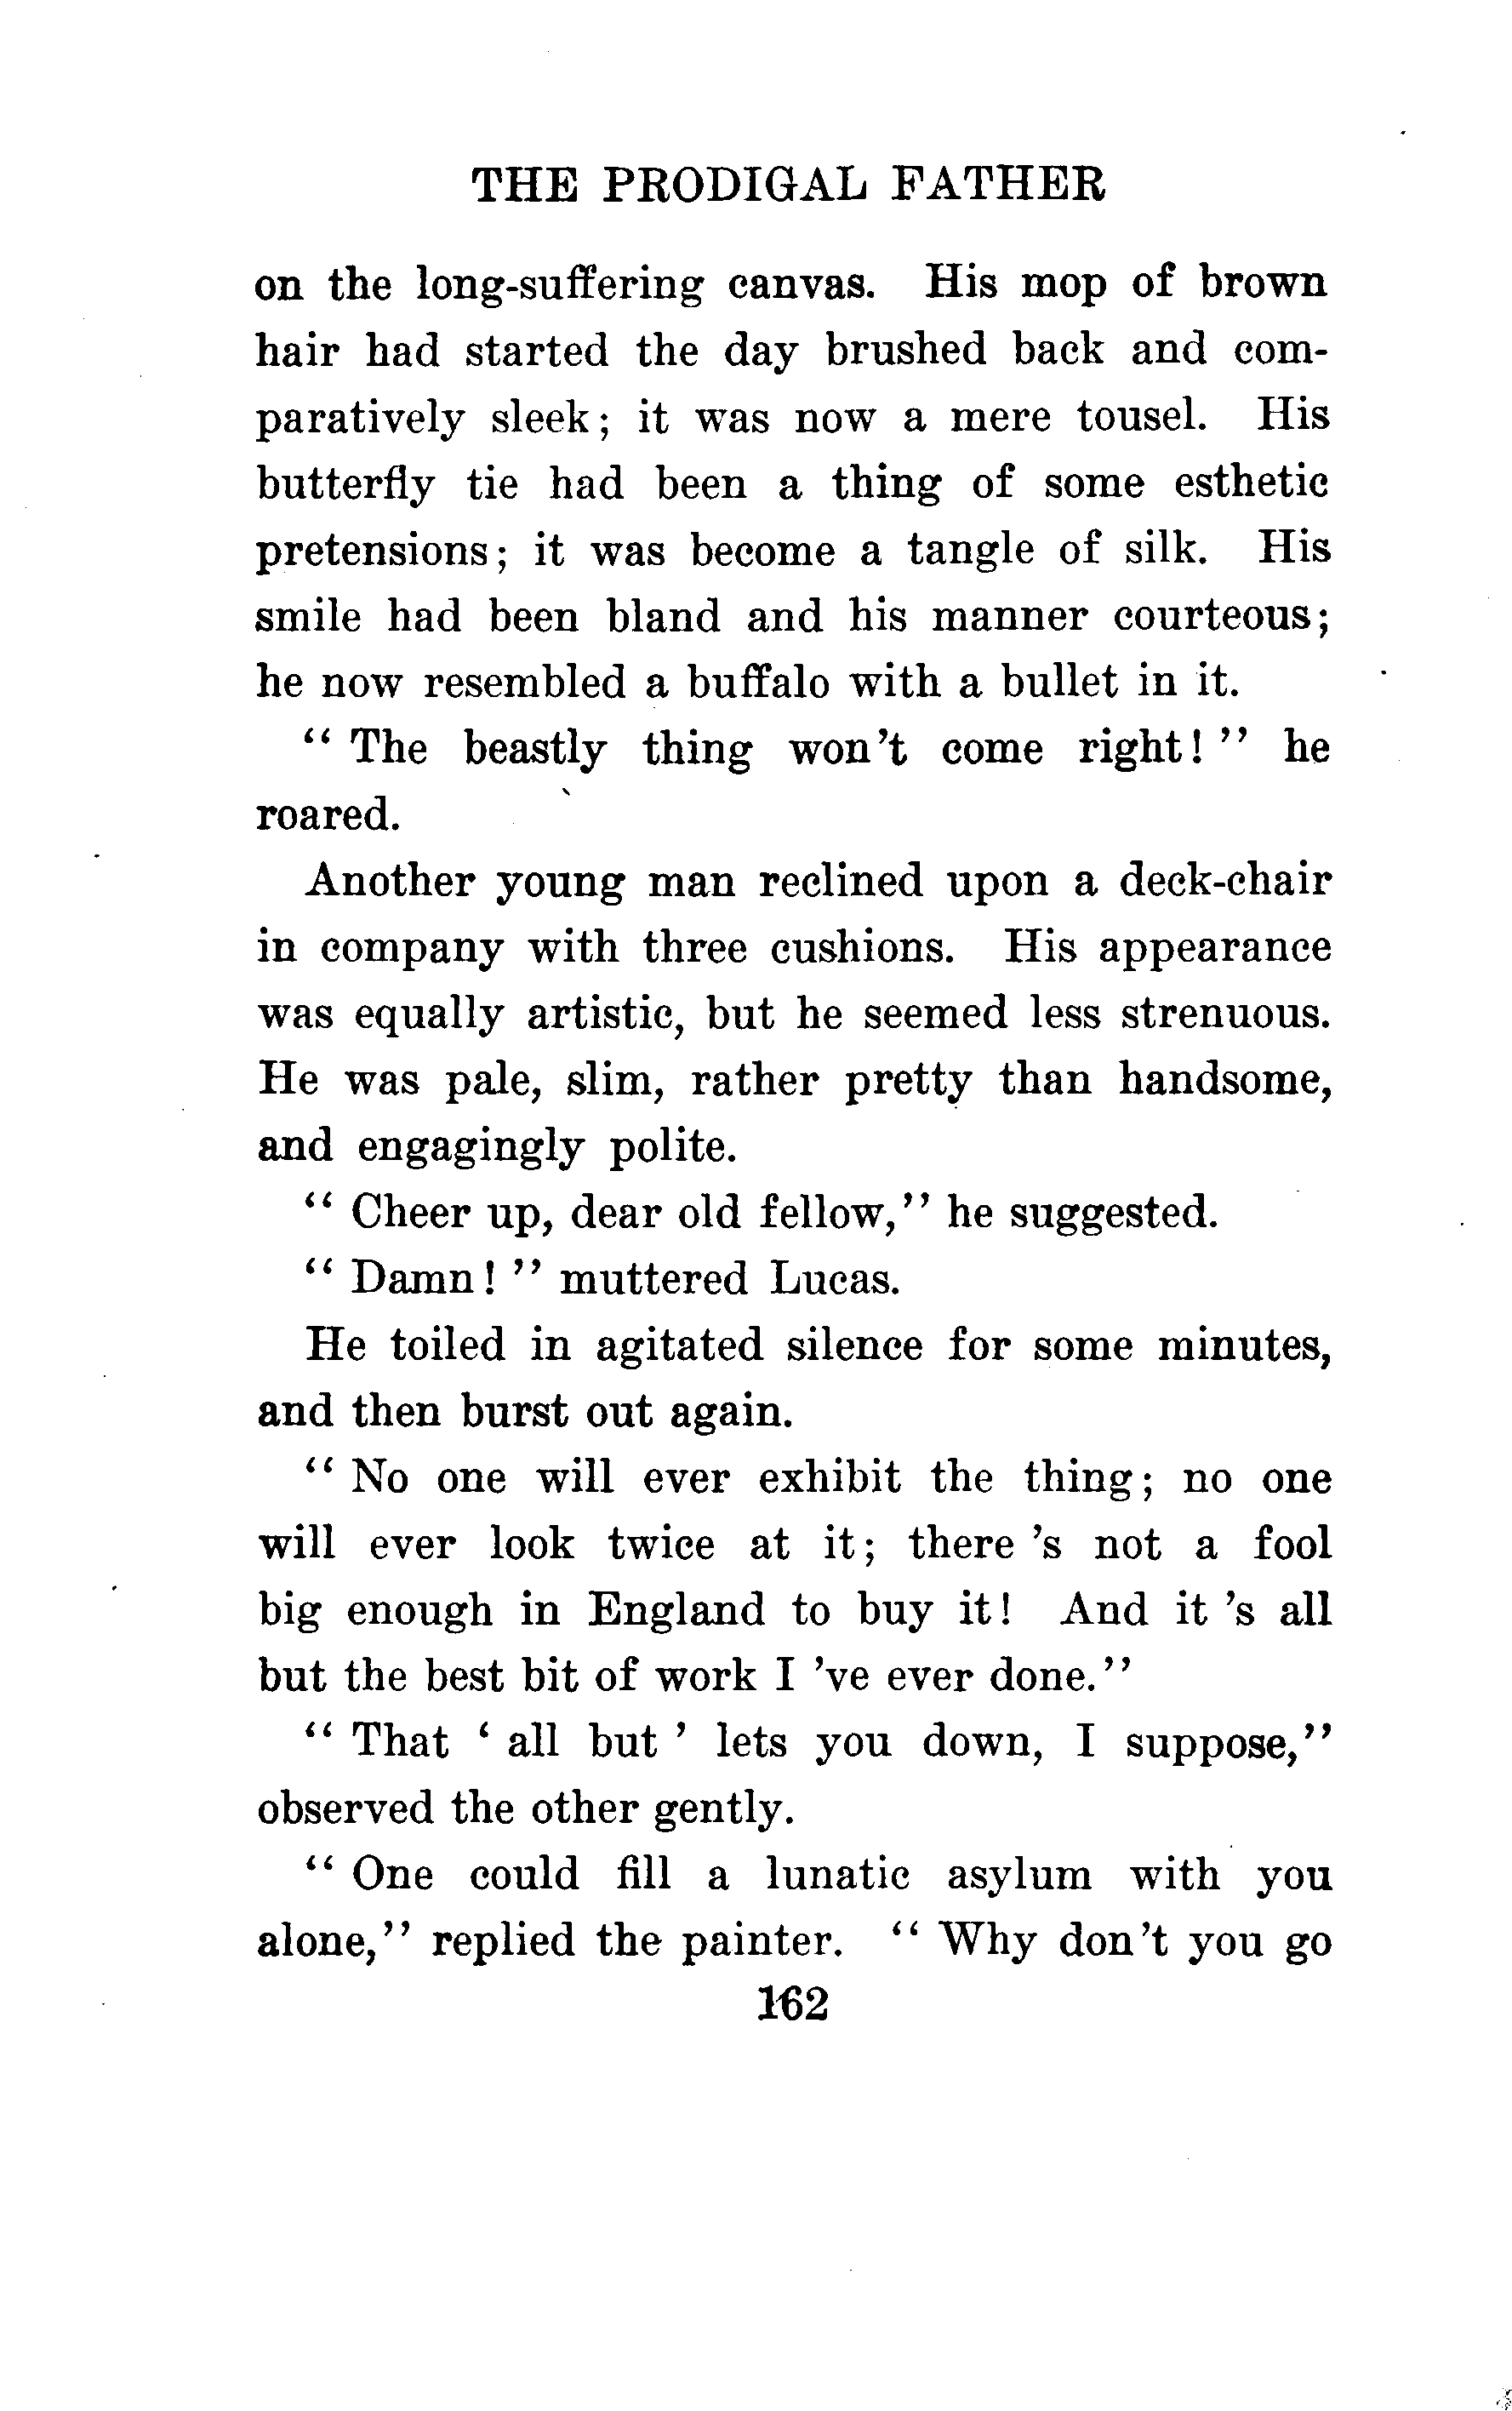 THE PRODIGAL FATHER
on the long-suffering canvas. His mop of brown
hair had started the day brushed back and com-
paratively sleek; it was now a mere tousel. His
butterfly tie had been a thing of some esthetic
pretensions; it was become a tangle of silk. His
smile had been bland and his manner courteous;
he now resembled a buffalo with a bullet in it.
" The beastly thing won't come right! " he
roared.
Another young man reclined upon a deck-chair
in company with three cushions. His appearance
was equally artistic, but he seemed less strenuous.
He was pale, slim, rather pretty than handsome,
and engagingly polite.
" Cheer up, dear old fellow," he suggested.
" Damn! " muttered Lucas.
He toiled in agitated silence for some minutes,
and then burst out again.
" No one will ever exhibit the thing; no one
will ever look twice at it; there 's not a fool
big enough in England to buy it! And it 's all
but the best bit of work I 've ever done."
" That ' all but ' lets you down, I suppose,"
observed the other gently.
" One could fill a lunatic asylum with you
alone," replied the painter. " Why don't you go
162